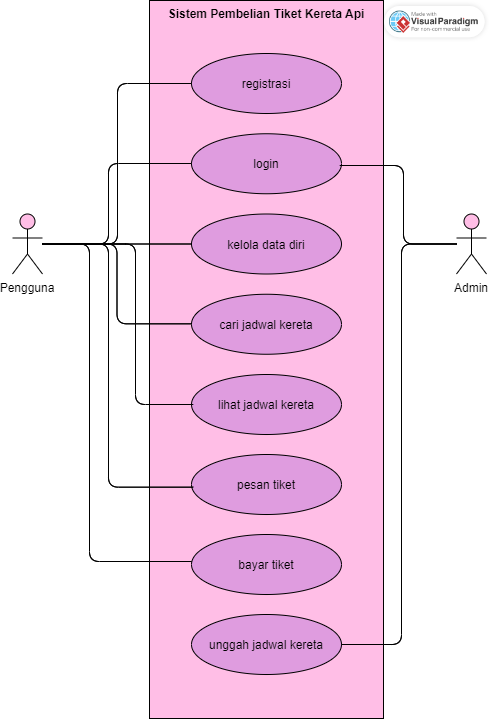 Sistem Pembelian Tiket Kereta Api
Made with
Visual Paradigm
For non-commercial use
registrasi
login
kelola data diri
Pengguna
Admin
cari jadwal kereta
lihat jadwal kereta
pesan tiket
bayar tiket
unggah jadwal kereta